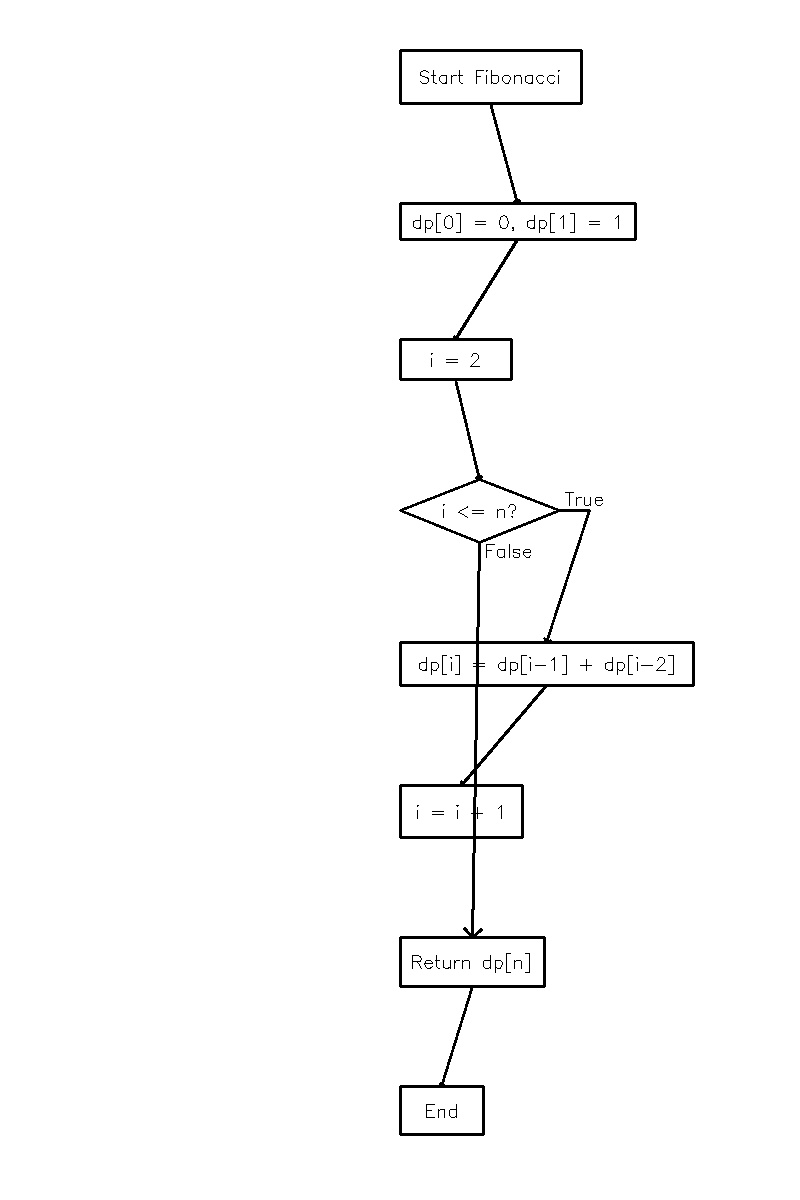 Start Fibonacci
dp[0] = 0, dp[1] = 1
i = 2
i <= n?
True
False
dp[i] = dp[i-1] + dp[i-2]
i = i + 1
Return dp[n]
End